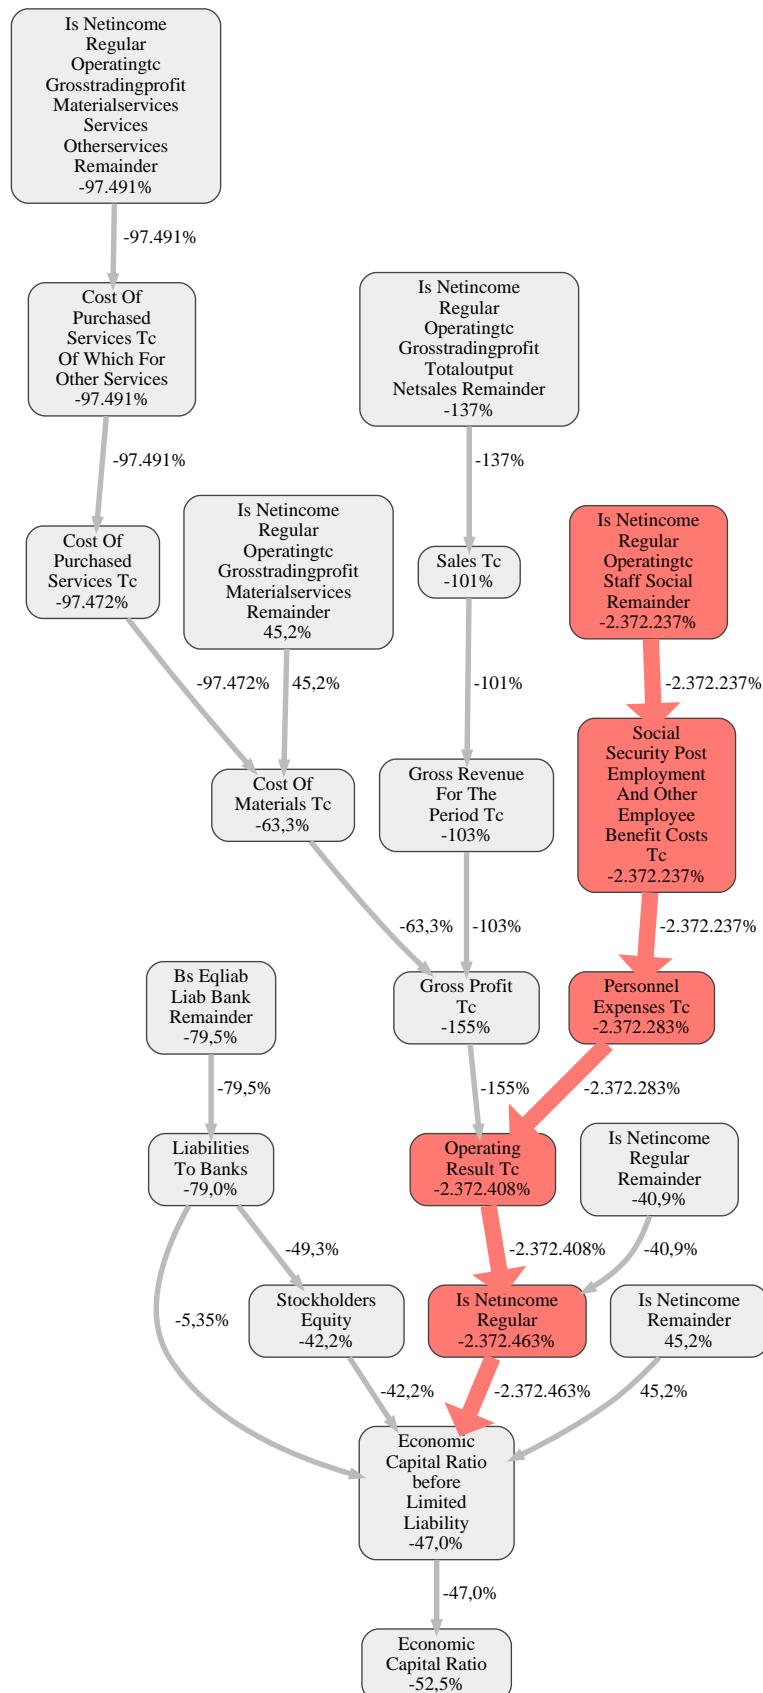 Is Netincome
Regular
Operatingtc
Grosstradingprofit
Materialservices
Services
Otherservices
Remainder
-97.491%
-97.491%
Cost Of
Purchased
Services Tc
Of Which For
Other Services
-97.491%
Is Netincome
Regular
Operatingtc
Grosstradingprofit
Totaloutput
Netsales Remainder
-137%
-97.491%
-137%
Cost Of
Purchased
Services Tc
-97.472%
Is Netincome
Regular
Operatingtc
Grosstradingprofit
Materialservices
Remainder
45,2%
Sales Tc
-101%
Is Netincome
Regular
Operatingtc
Staff Social
Remainder
-2.372.237%
-97.472%
45,2%
-101%
-2.372.237%
Cost Of
Materials Tc
-63,3%
Gross Revenue
For The
Period Tc
-103%
Social
Security Post
Employment
And Other
Employee
Benefit Costs
Tc
-2.372.237%
-63,3%
-103%
-2.372.237%
Bs Eqliab
Liab Bank
Remainder
-79,5%
Gross Profit
Tc
-155%
Personnel
Expenses Tc
-2.372.283%
-79,5%
-155%
-2.372.283%
Liabilities
To Banks
-79,0%
Operating
Result Tc
-2.372.408%
Is Netincome
Regular
Remainder
-40,9%
-49,3%
-2.372.408%
-40,9%
-5,35%
Stockholders
Equity
-42,2%
Is Netincome
Regular
-2.372.463%
Is Netincome
Remainder
45,2%
-42,2%
-2.372.463%
45,2%
Economic
Capital Ratio
before
Limited
Liability
-47,0%
-47,0%
Economic
Capital Ratio
-52,5%